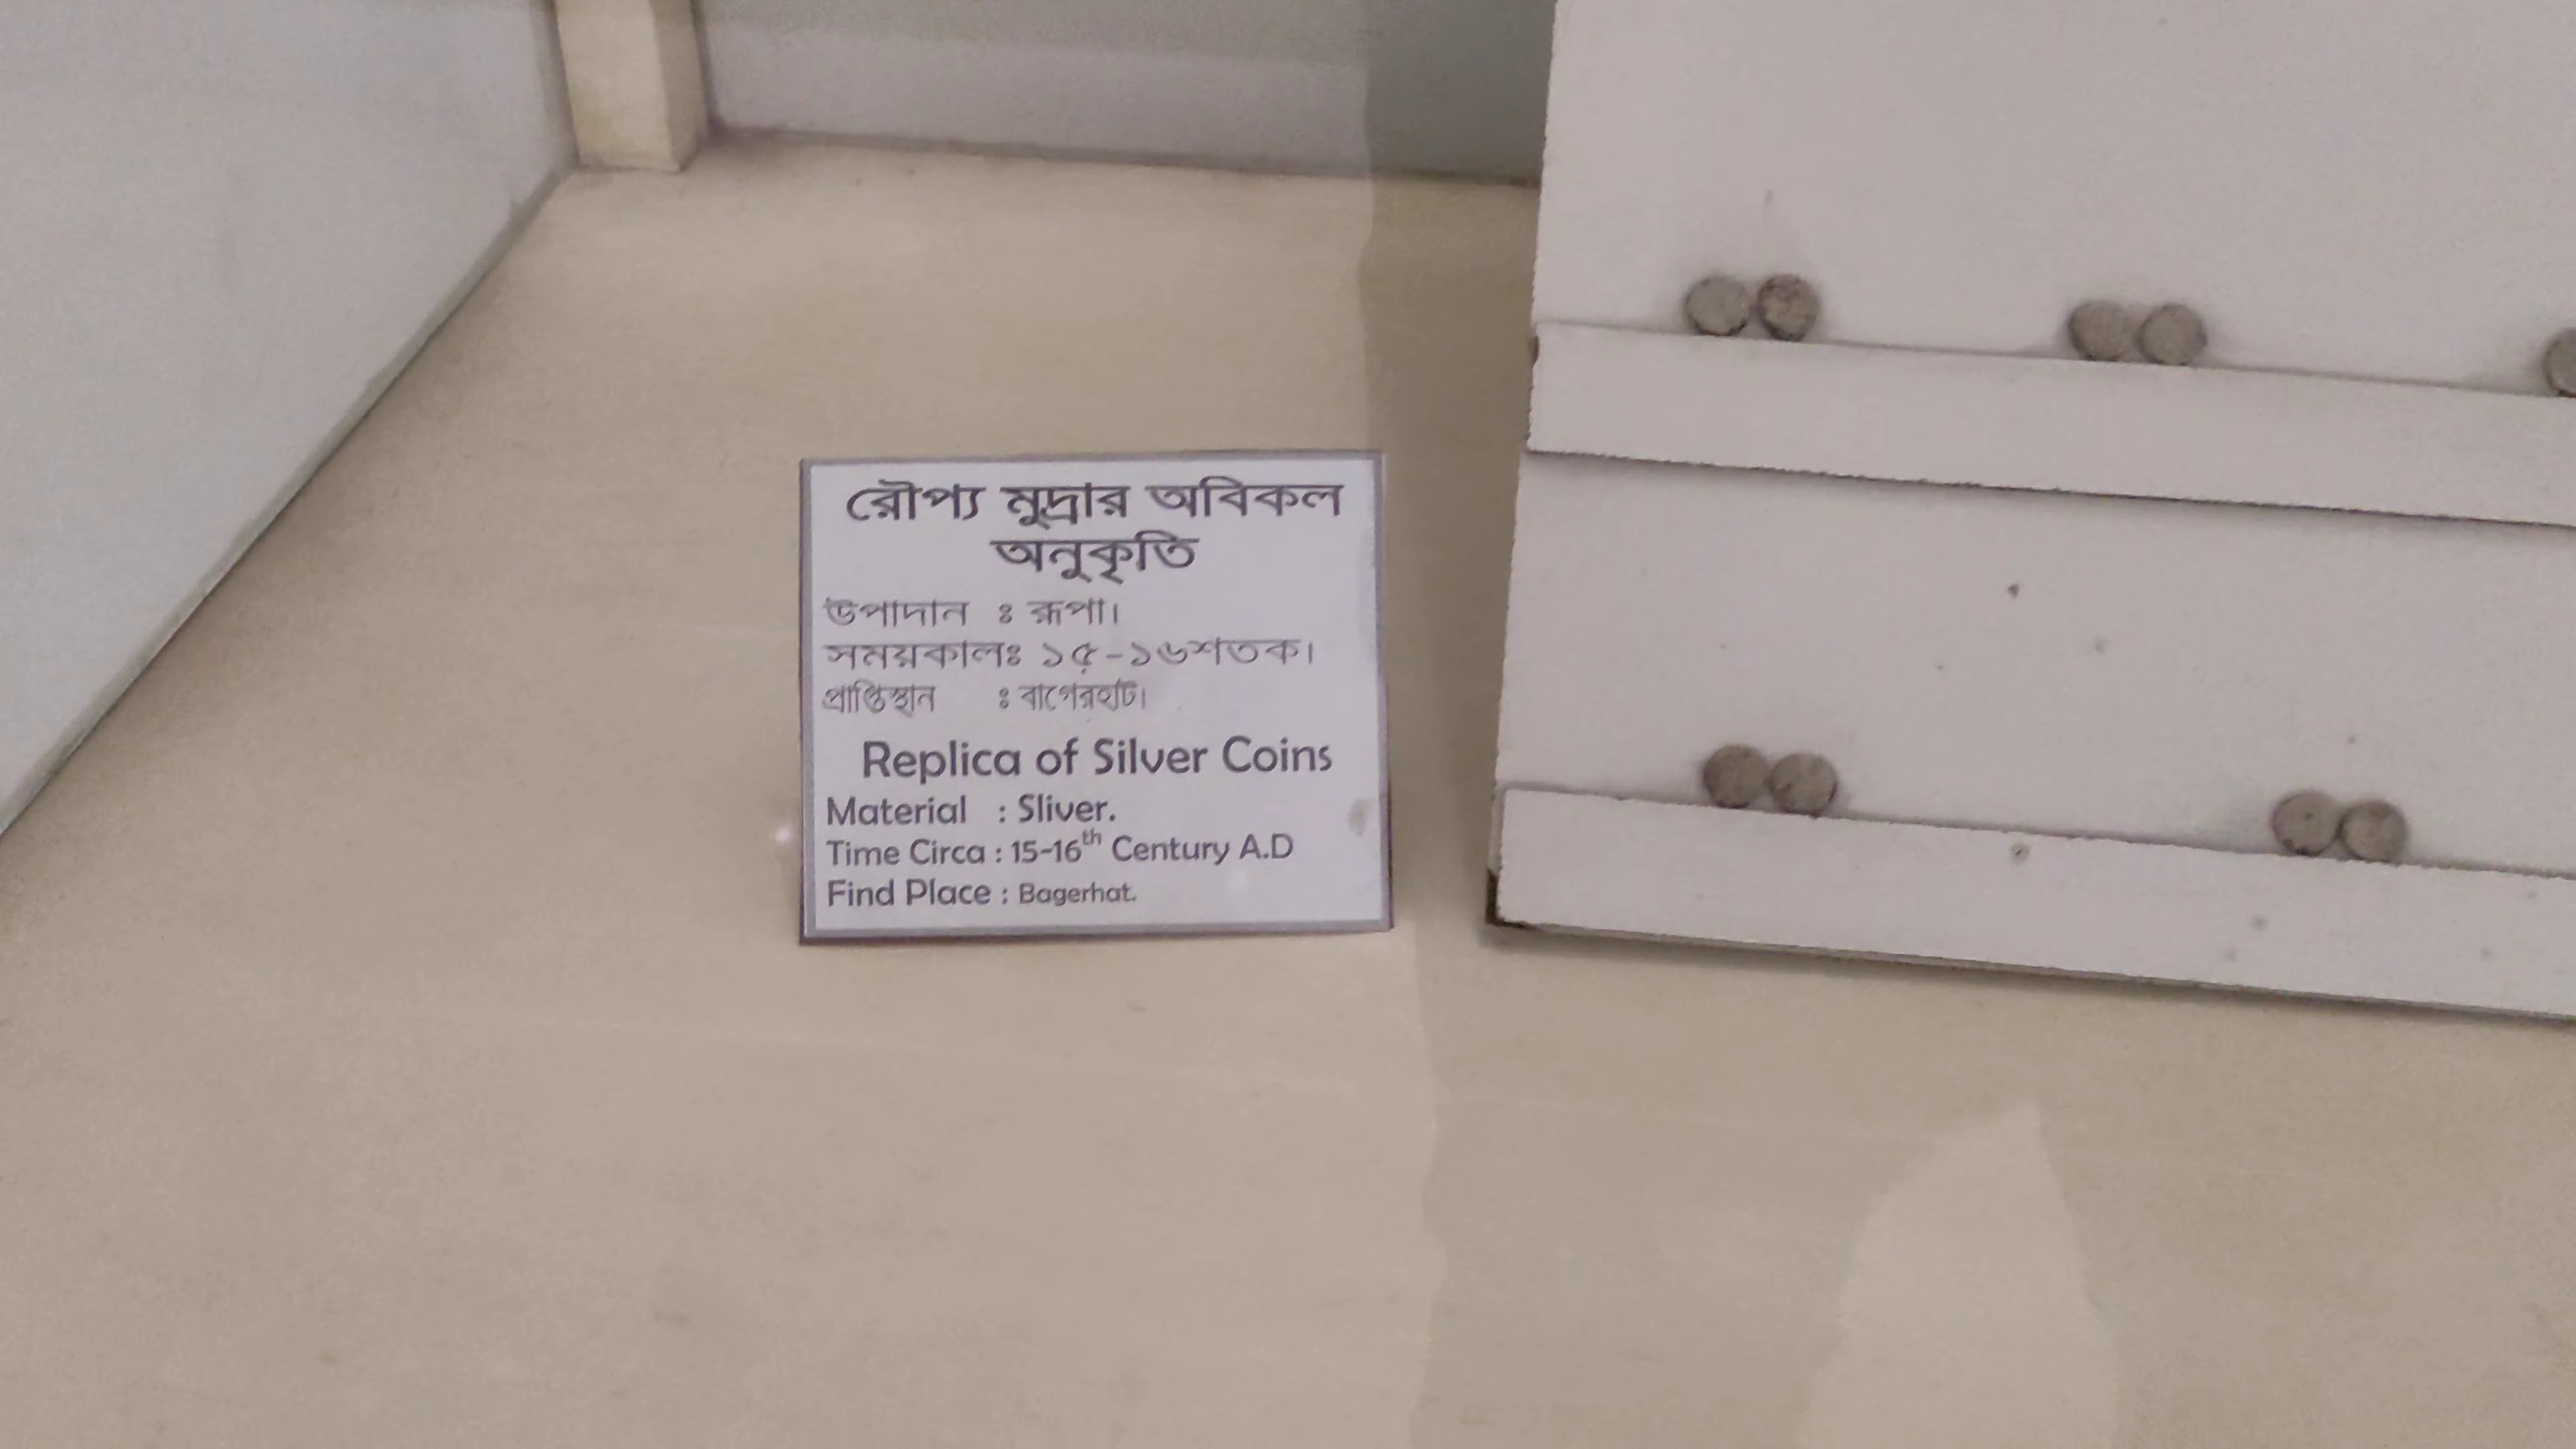 রৌপ্য মুদ্রার অবিকল
অনুকৃতি
উপাদান ঃ রূপা।
সময়কালঃ ১৫-১৬শতক।
প্রাপ্তিস্থান ঃ বাগেরহাট।
Replica of Silver Coins
Material : Sliver.
Time Circa : 15-16th Century A.D
Find Place : Bagerhat.